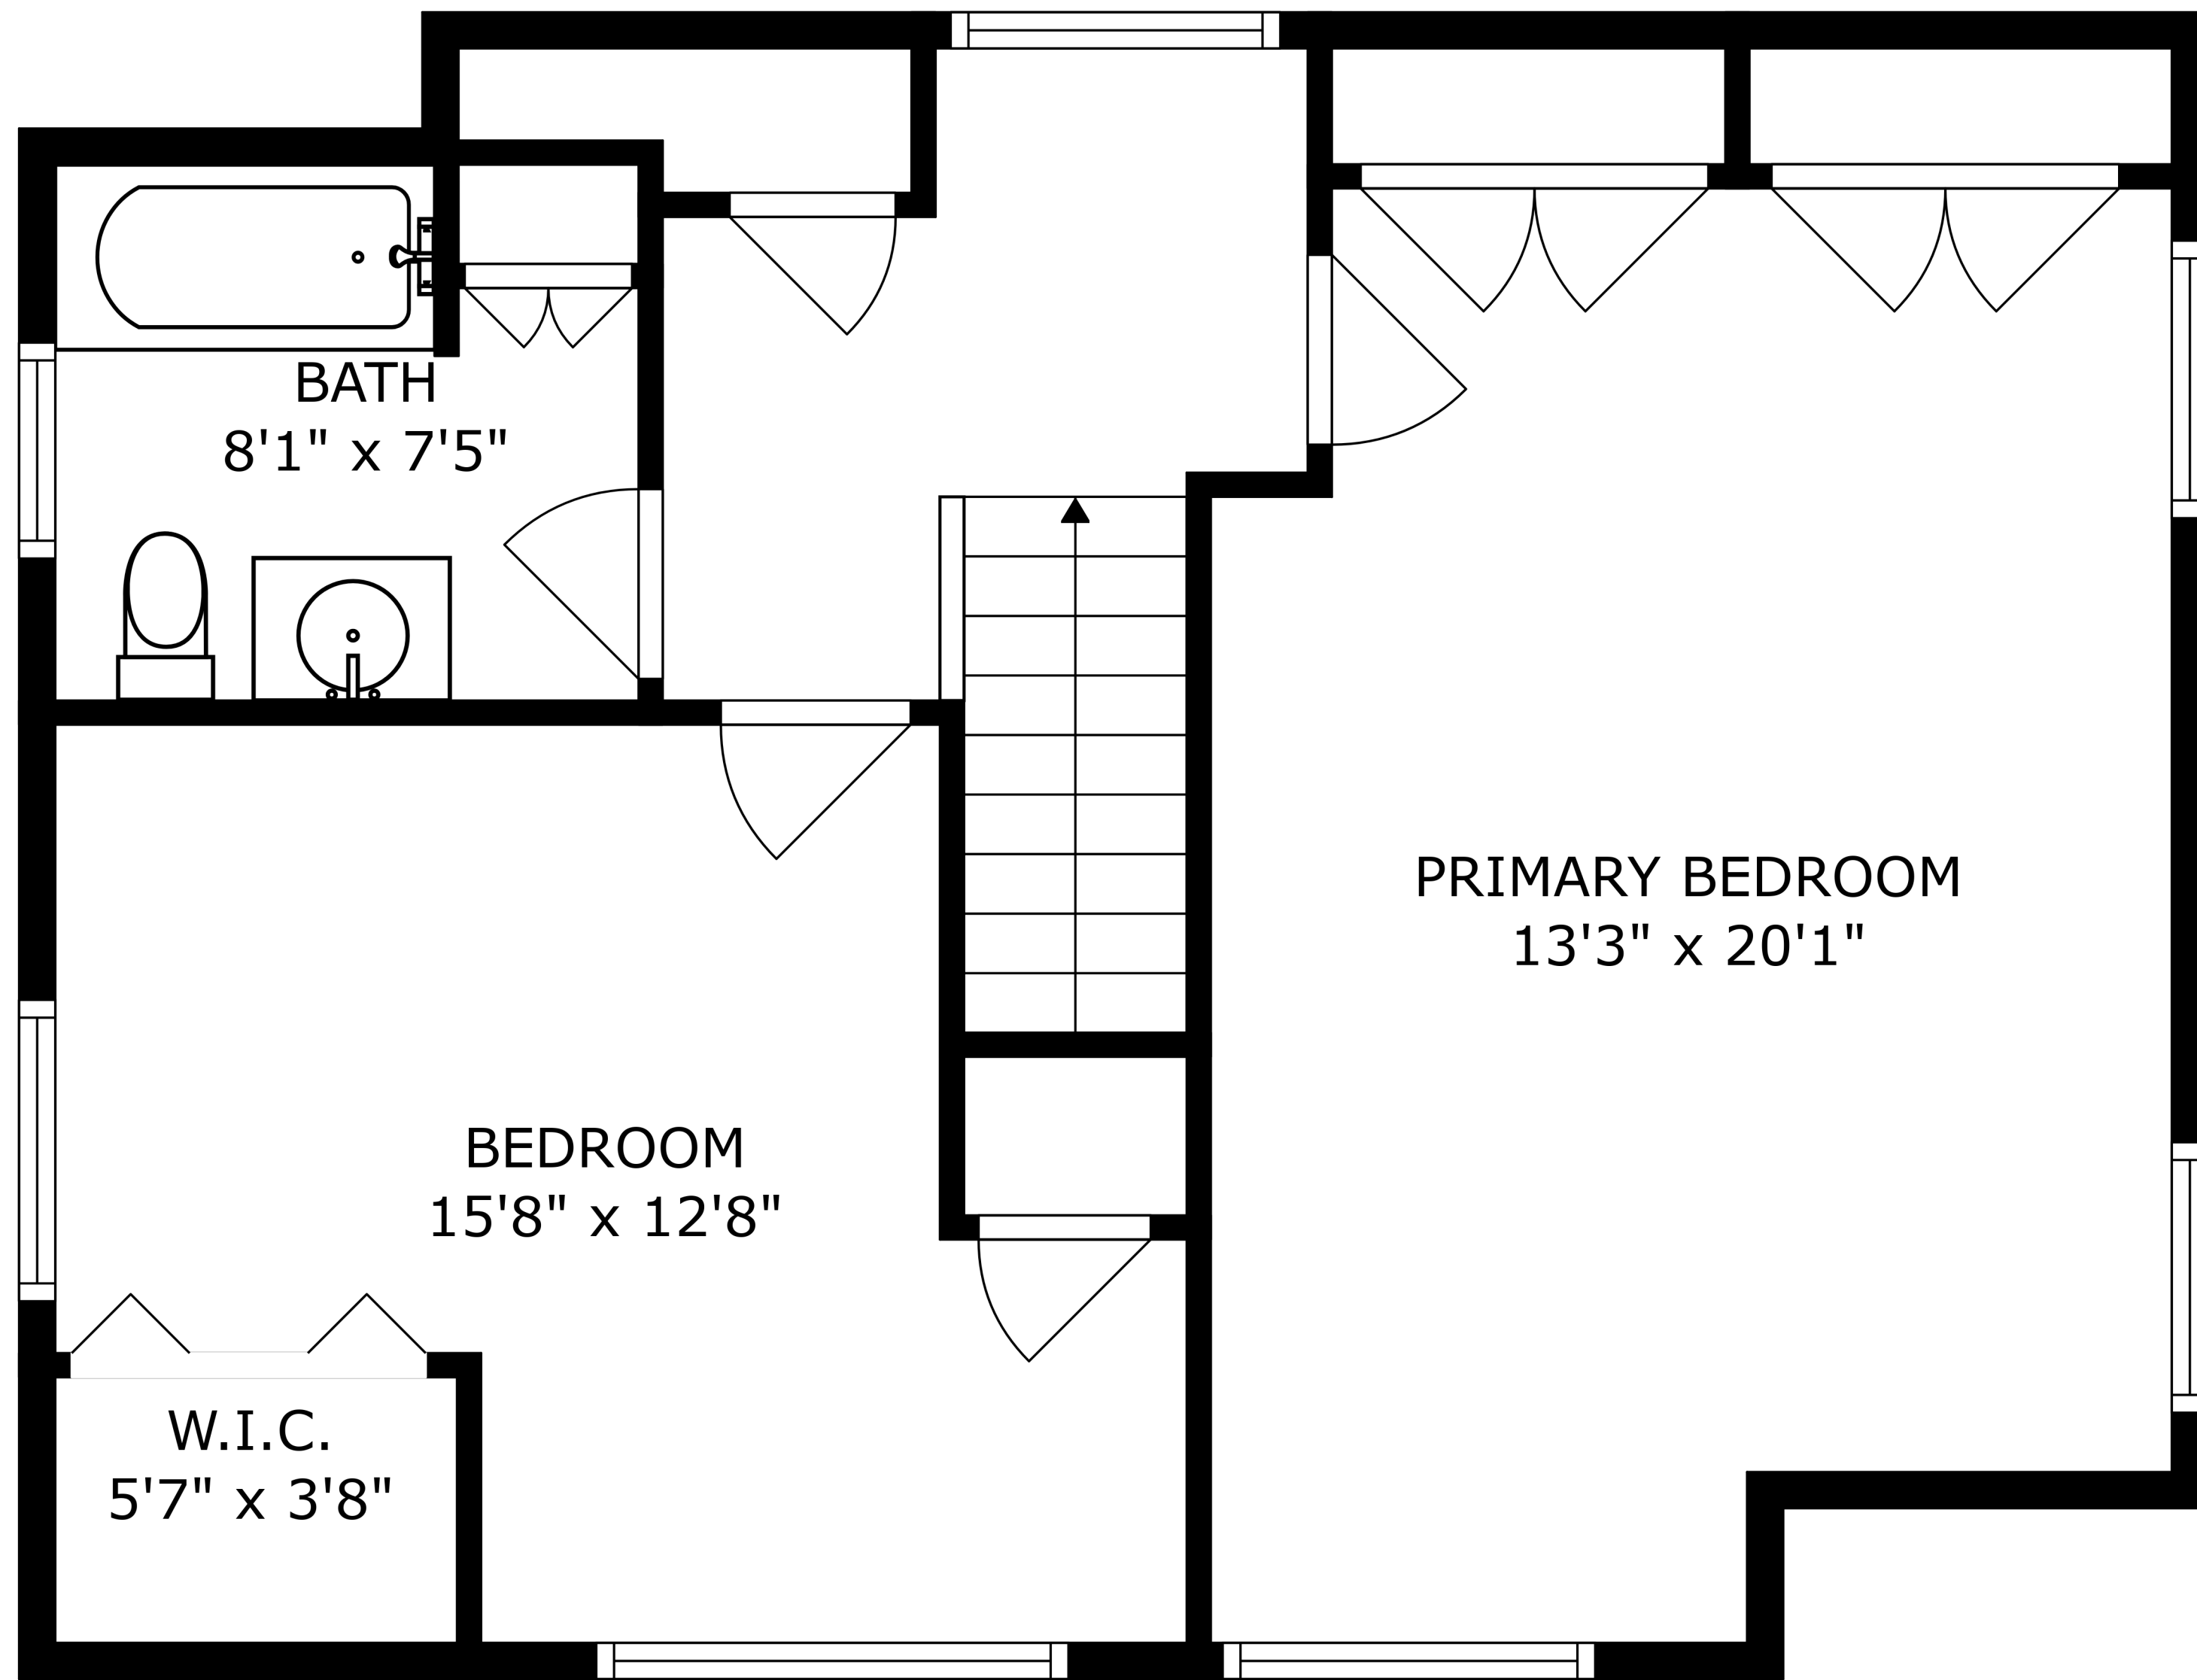 BATH
8'1" x 7'5"
PRIMARY BEDROOM
13'3" x 20'1"
BEDROOM
15'8" x 12'8"
W.I.C.
5'7" x 3'8"